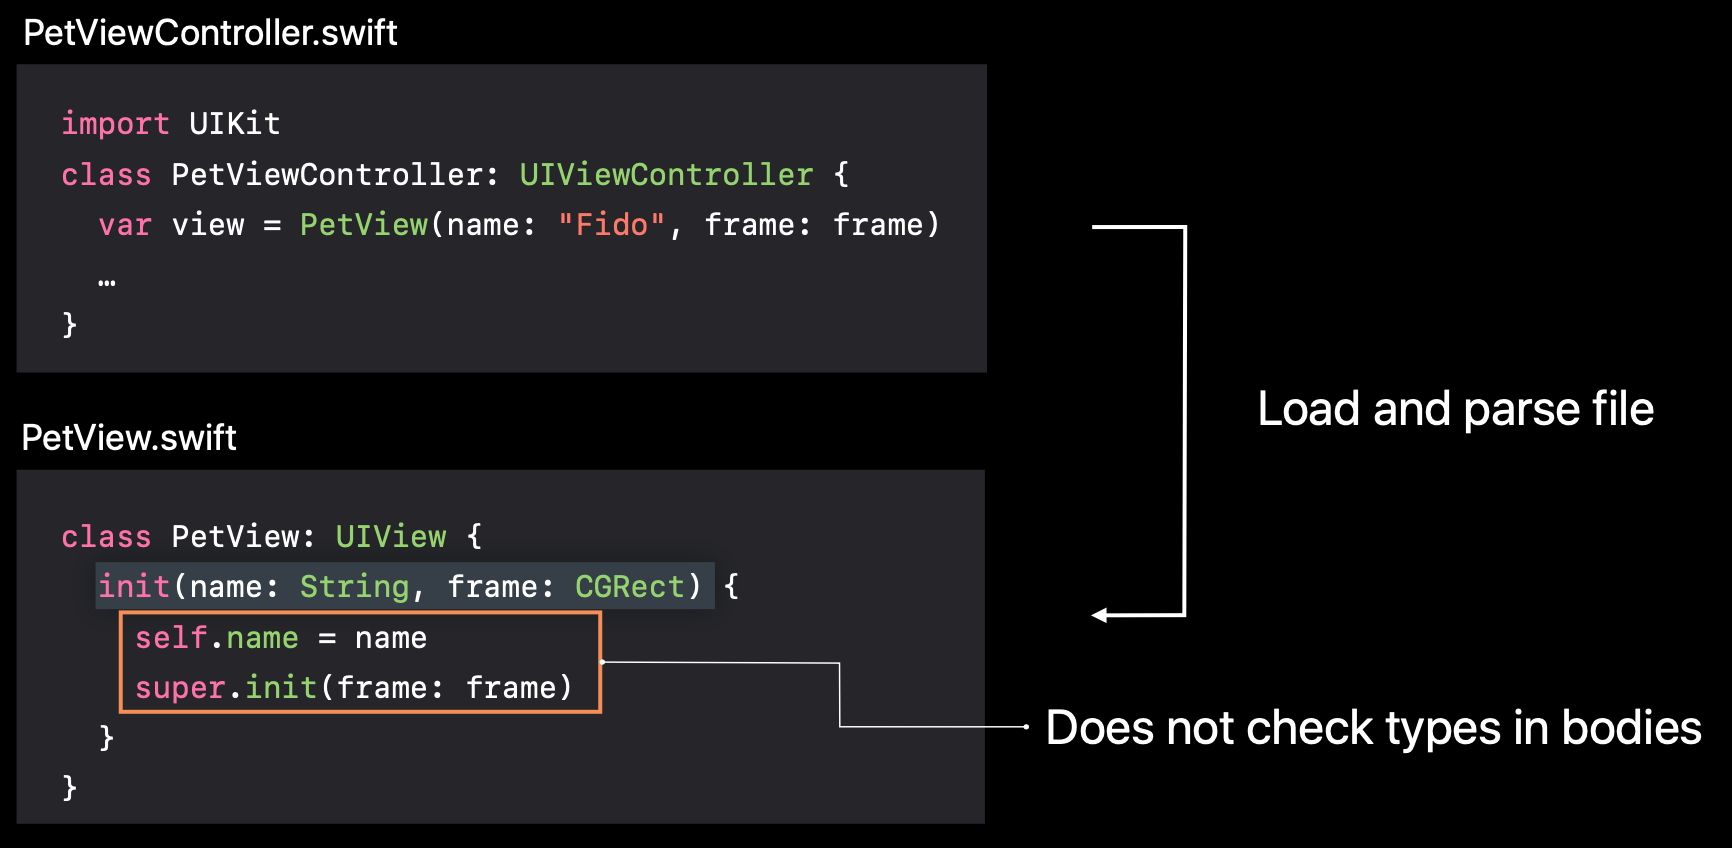 PetViewController.swift
import UIKit
class PetViewController: UIViewController {
var view = PetView(name: "Fido", frame: frame)
…
}
Load and parse file
PetView.swift
class PetView: UIView {
init(name: String, frame: CGRect) {
self.name = name
super.init(frame: frame)
}
}
Does not check types in bodies